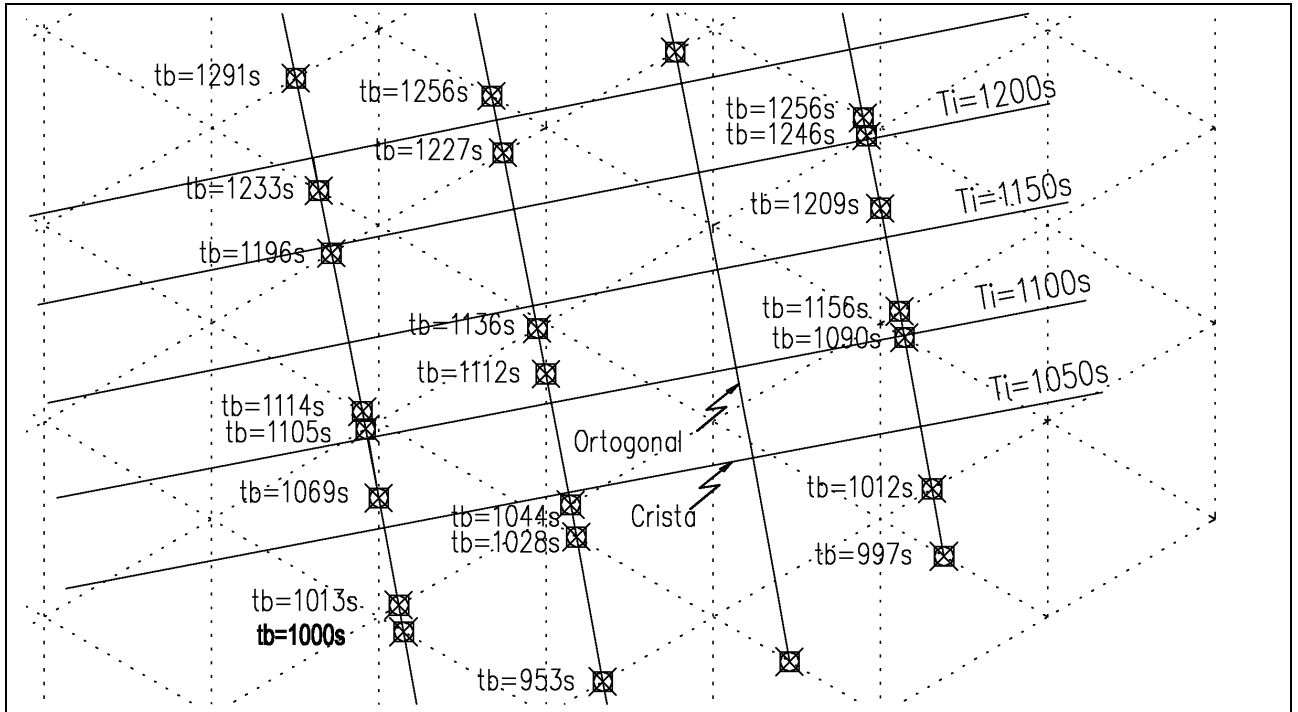 tb=1291s
tb=1256s
Ti=1200s
tb=1256s
tb=1246s
tb=1227s
tb=1233s
tb=1209s
Ti=1150s
tb=1196s
Ti=1100s
tb=1156s
tb=1136s
tb=1090s
tb=1112s
Ti=1050s
tb=1114s
tb=1105s
Ortogonal
tb=1069s
tb=1012s
Crista
tb=1044s
tb=1028s
tb=997s
tb=1013s
tb=1000s
tb=953s